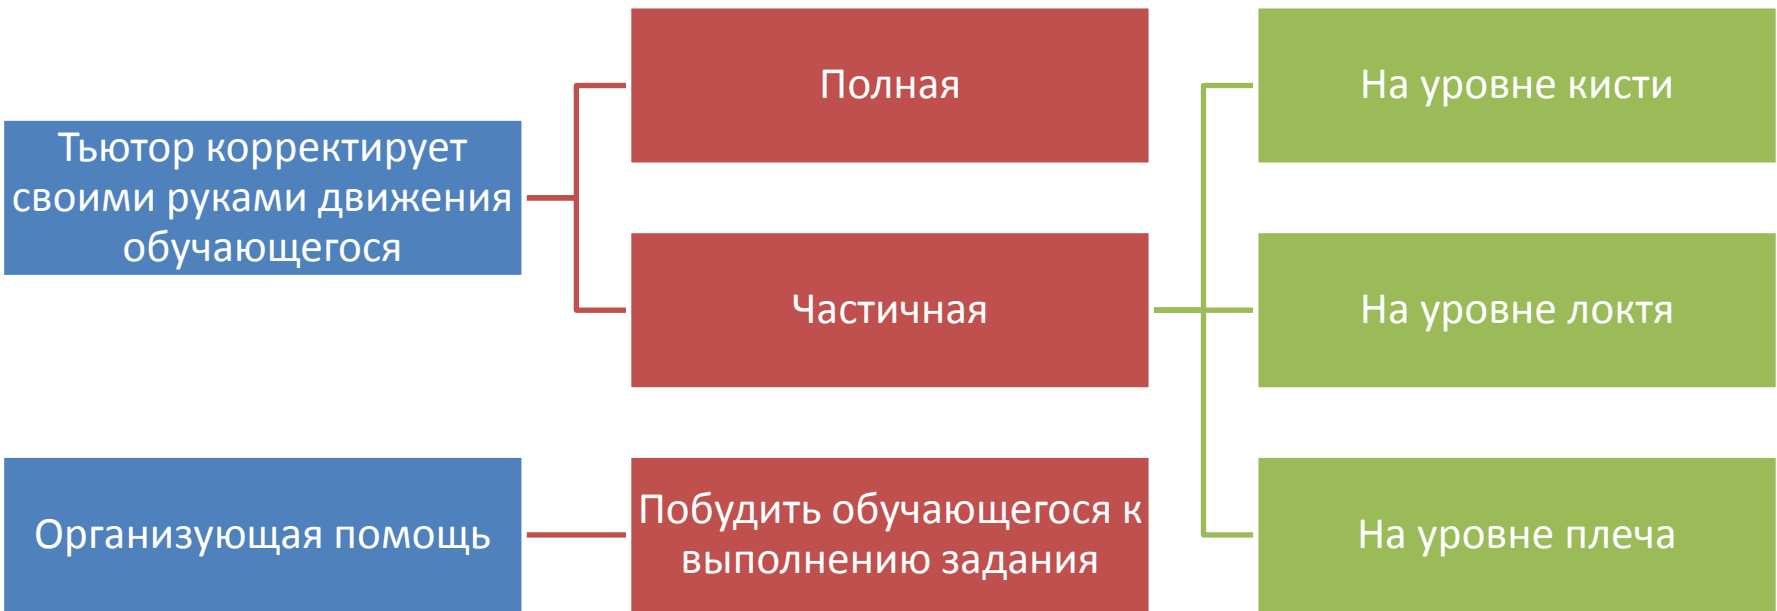 Тьютор корректирует
своими руками движения
обучающегося
Полная
Частичная
На уровне кисти
На уровне локтя
На уровне плеча
Организующая помощь
Побудить обучающегося к
выполнению задания